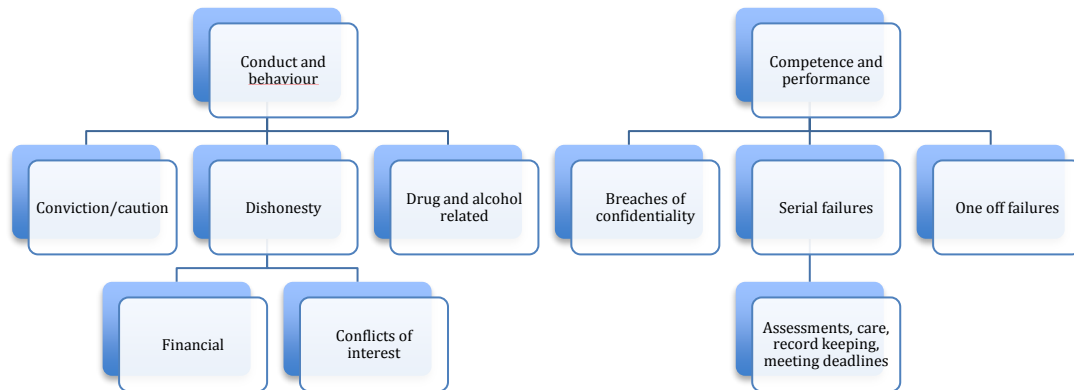 Conduct and
behaviour
Competence and
performance
Conviction/caution
Dishonesty
Drug and alcohol
related
Breaches of
confidentiality
Serial failures
One off failures
Financial
Conflicts of
interest
Assessments, care,
record keeping,
meeting deadlines